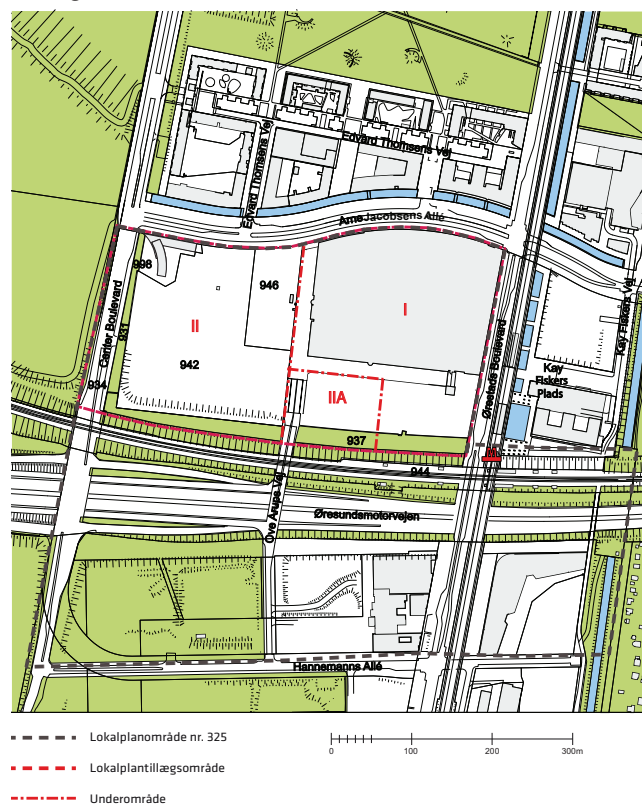 Edvard Thomsens Vej
Edvard Thomsens Vej
Arne Jacobsens Allé
998
946
I
Kay Fiskers Vej
Center Boulevard
931
II
942
Ørestads Boulevard
Kay
Fiskers
Plads
934
IIA
937
944
Ove Arups Vej
Øresundsmotorvejen
Hannemanns Allé
Lokalplanområde nr. 325
0 100 200 300m
Lokalplantillægsområde
Underområde